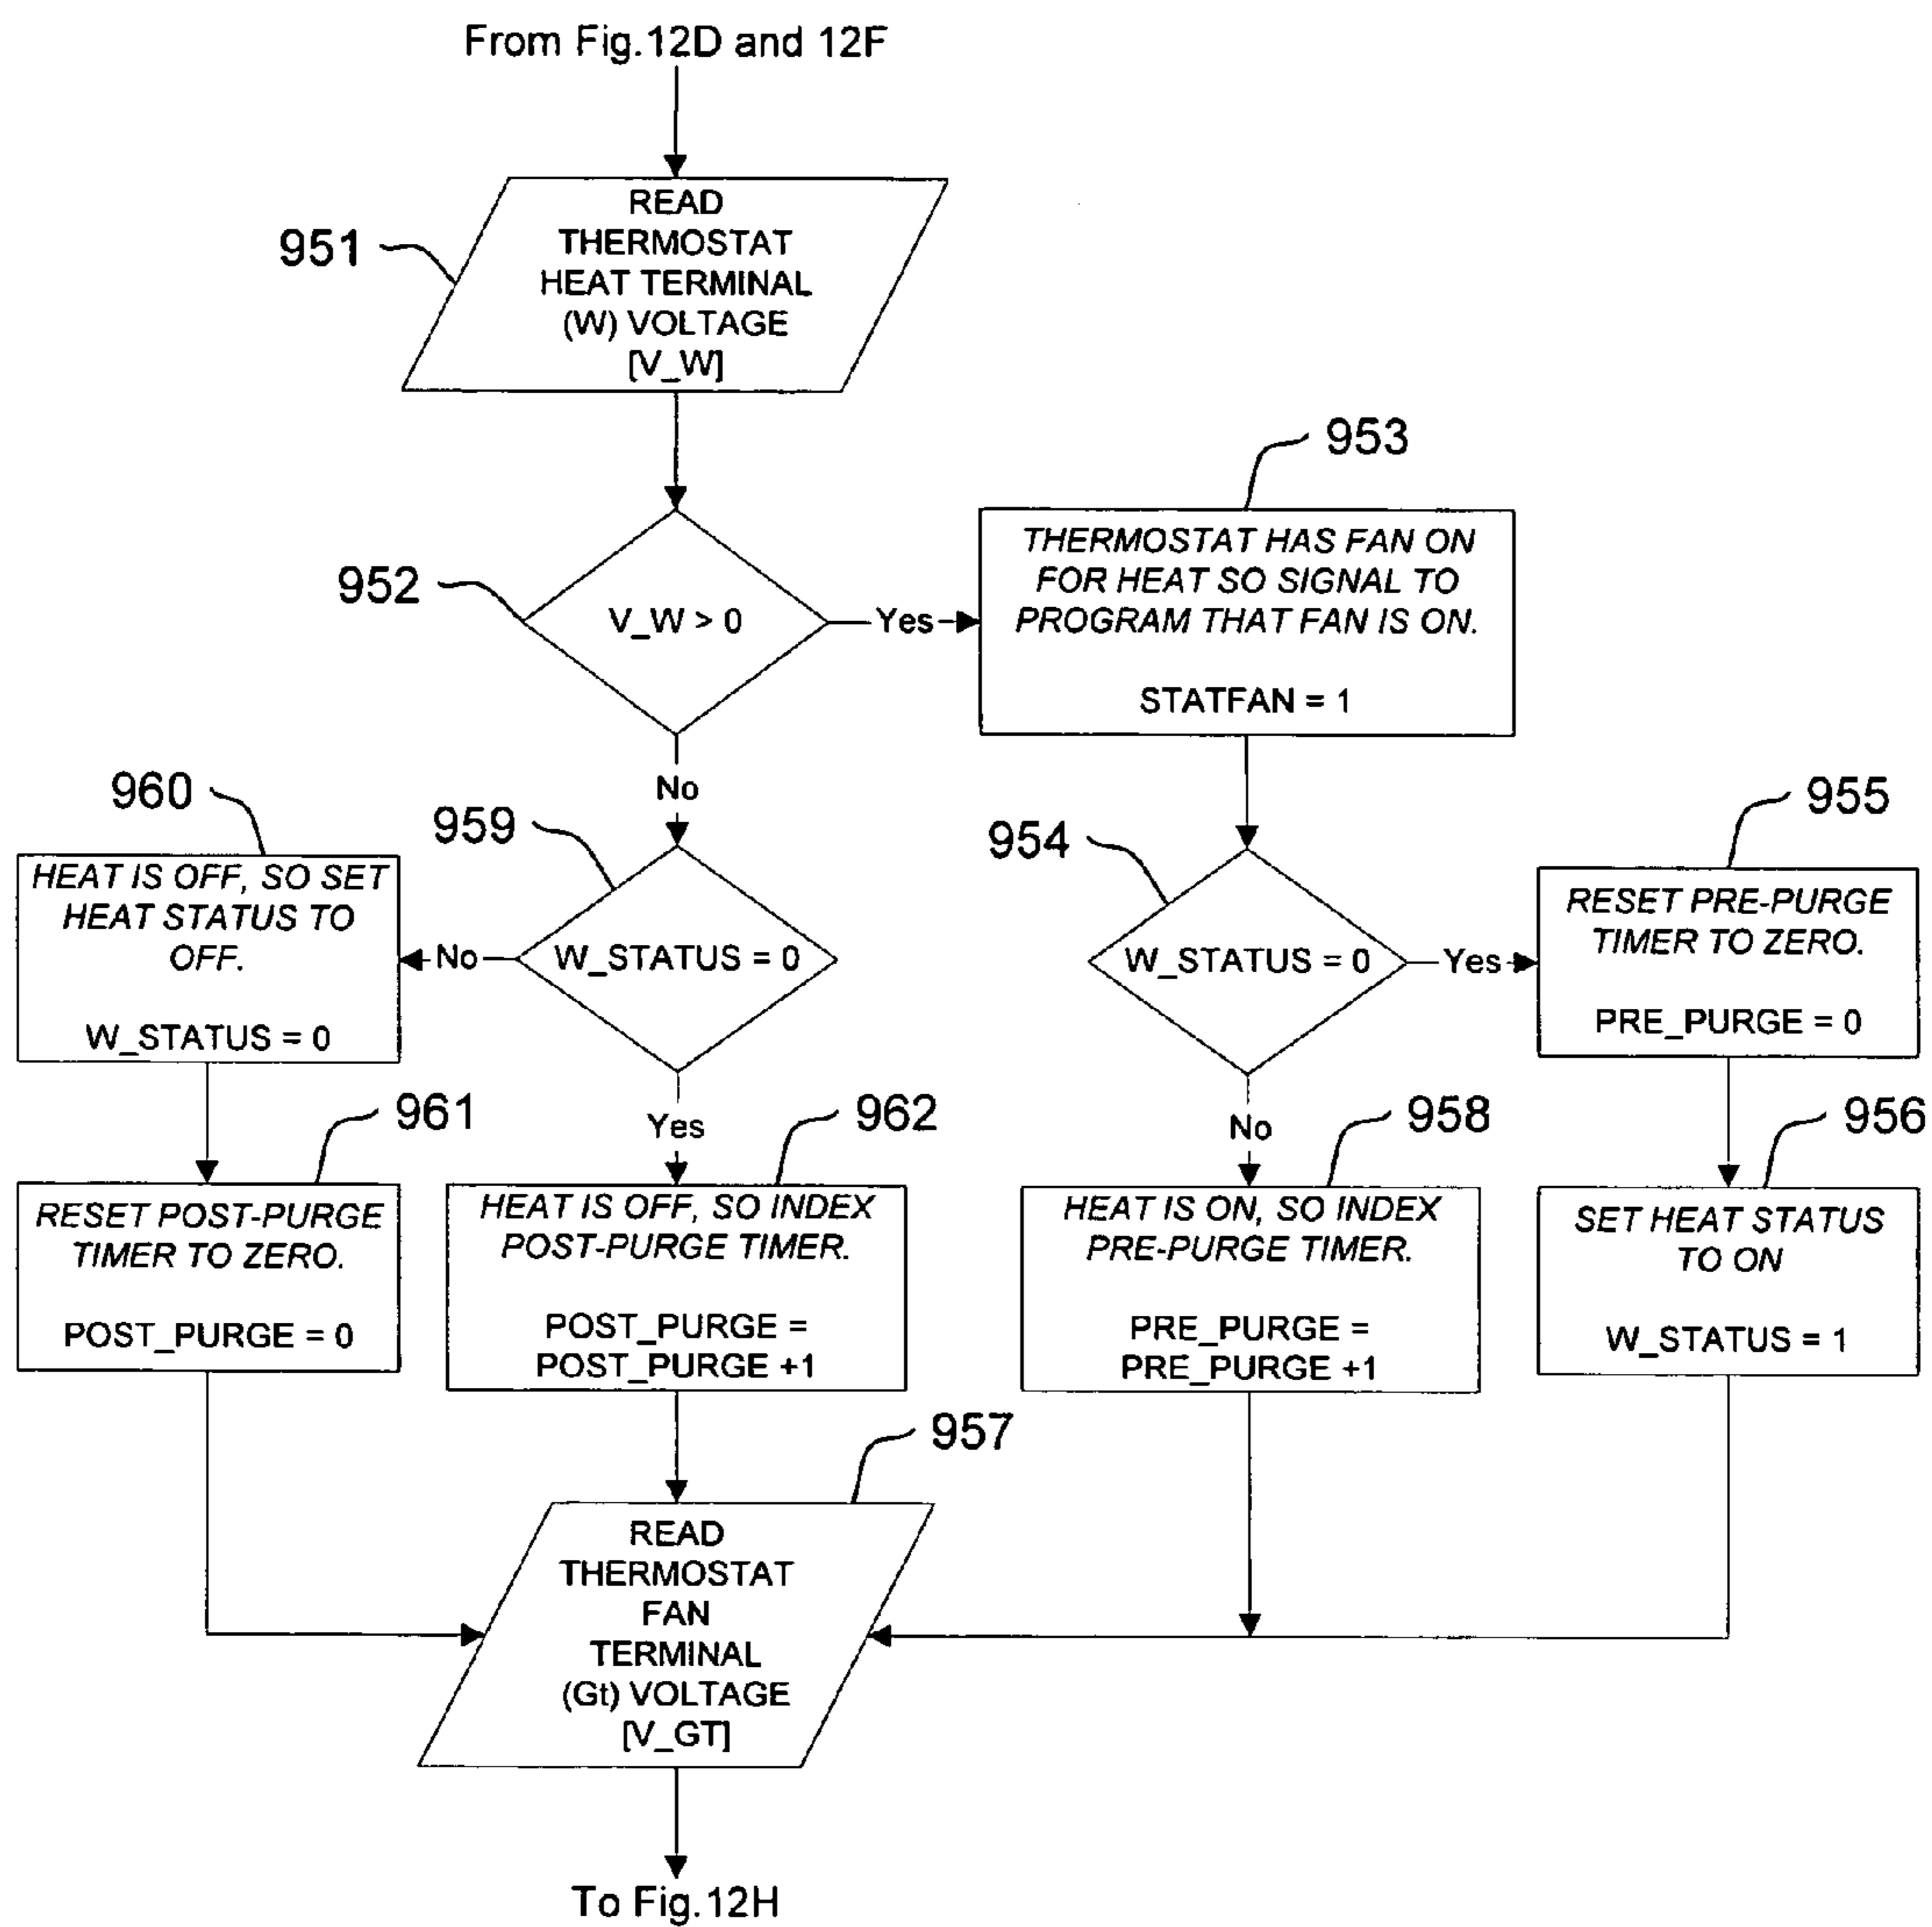 From Fig.12D and 12F
951
READ
THERMOSTAT
HEAT TERMINAL
(W) VOLTAGE
[V_W]
952
V_W > 0
Yes
953
THERMOSTAT HAS FAN ON
FOR HEAT SO SIGNAL TO
PROGRAM THAT FAN IS ON.
STATFAN = 1
No
960
HEAT IS OFF, SO SET
HEAT STATUS TO
OFF.
W_STATUS = 0
No
959
W_STATUS = 0
954
W_STATUS = 0
Yes
955
RESET PRE-PURGE
TIMER TO ZERO.
PRE_PURGE = 0
961
RESET POST-PURGE
TIMER TO ZERO.
POST_PURGE = 0
Yes
962
HEAT IS OFF, SO INDEX
POST-PURGE TIMER.
POST_PURGE =
POST_PURGE +1
No
958
HEAT IS ON, SO INDEX
PRE-PURGE TIMER.
PRE_PURGE =
PRE_PURGE +1
956
SET HEAT STATUS
TO ON
W_STATUS = 1
957
READ
THERMOSTAT
FAN
TERMINAL
(Gt) VOLTAGE
[V_GT]
To Fig.12H